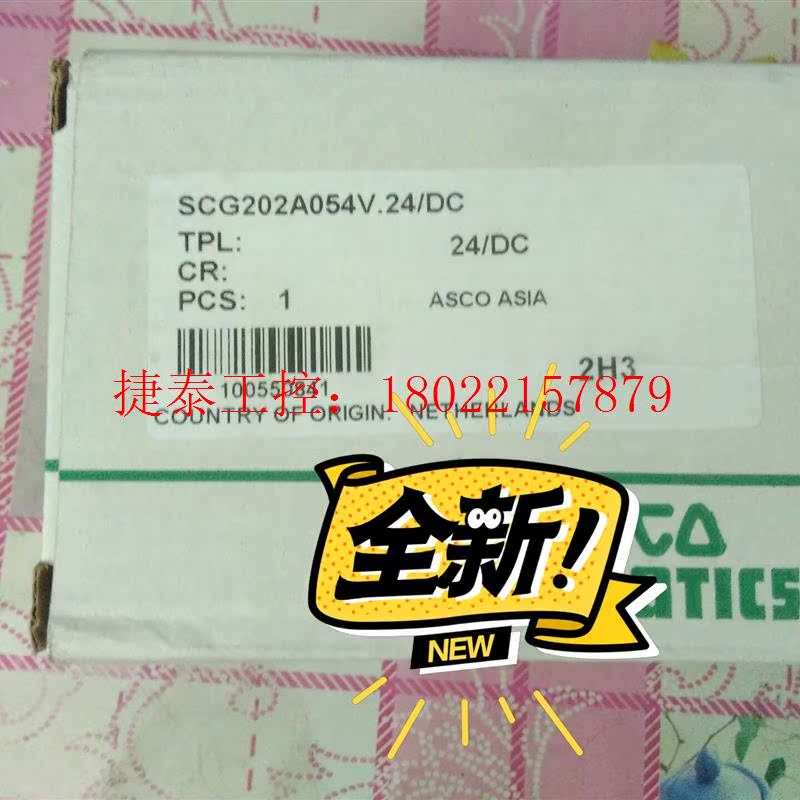 SCG202A054V.24/DC
TPL: 24/DC
CR:
PCS: 1 ASCO ASIA
2H3
捷泰工控：18022157879
COUNTRY OF ORIGIN: NETHERLANDS
全新!
NEW